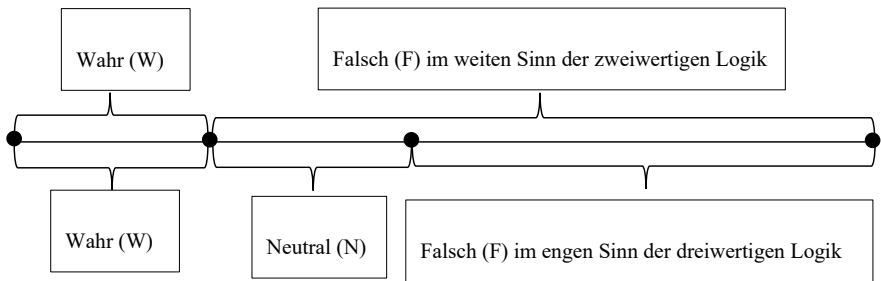 Wahr (W)
Falsch (F) im weiten Sinn der zweiwertigen Logik
Wahr (W)
Neutral (N)
Falsch (F) im engen Sinn der dreiwertigen Logik